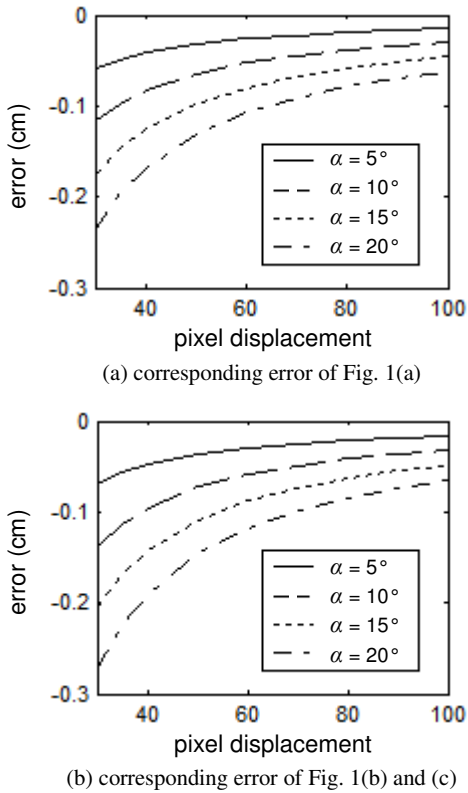 0
-0.1
-0.2
-0.3
error (cm)
α = 5°
α = 10°
α = 15°
α = 20°
40 60 80 100
pixel displacement
(a) corresponding error of Fig. 1(a)
0
-0.1
-0.2
-0.3
error (cm)
α = 5°
α = 10°
α = 15°
α = 20°
40 60 80 100
pixel displacement
(b) corresponding error of Fig. 1(b) and (c)